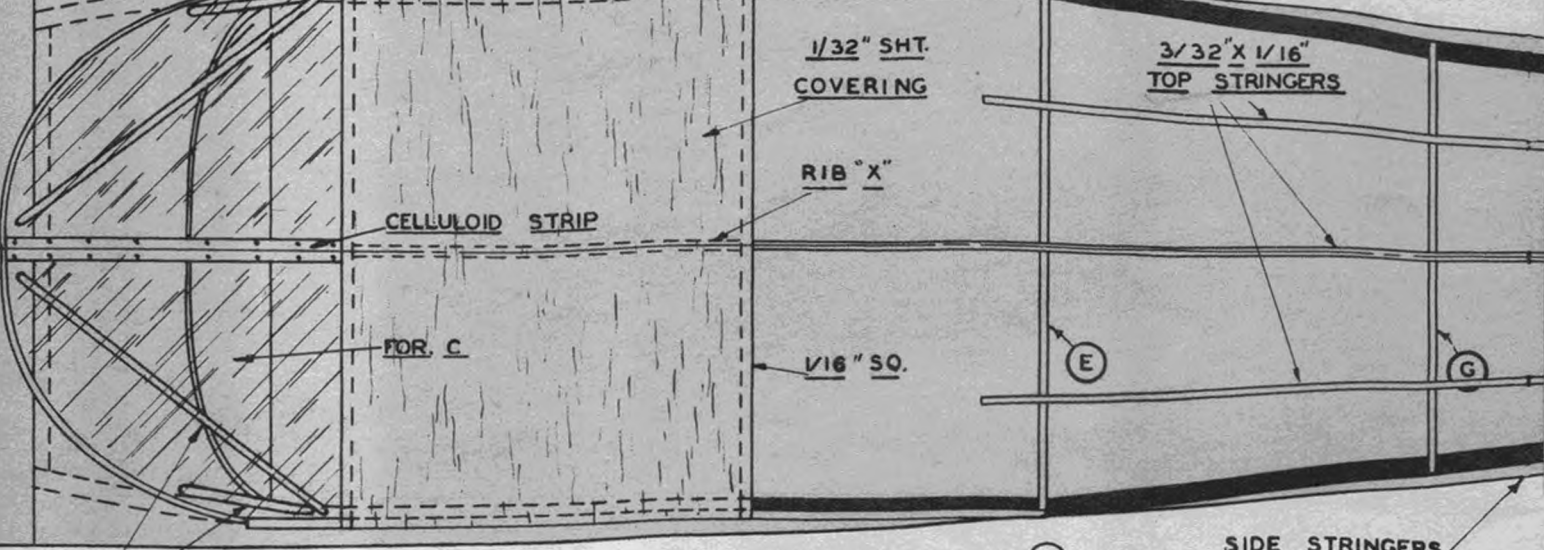 1/32" SHT.
COVERING
3/32" X 1/16"
TOP STRINGERS
RIB "X"
CELLULOID STRIP
FOR. C
1/16" SQ.
E
G
SIDE STRINGERS